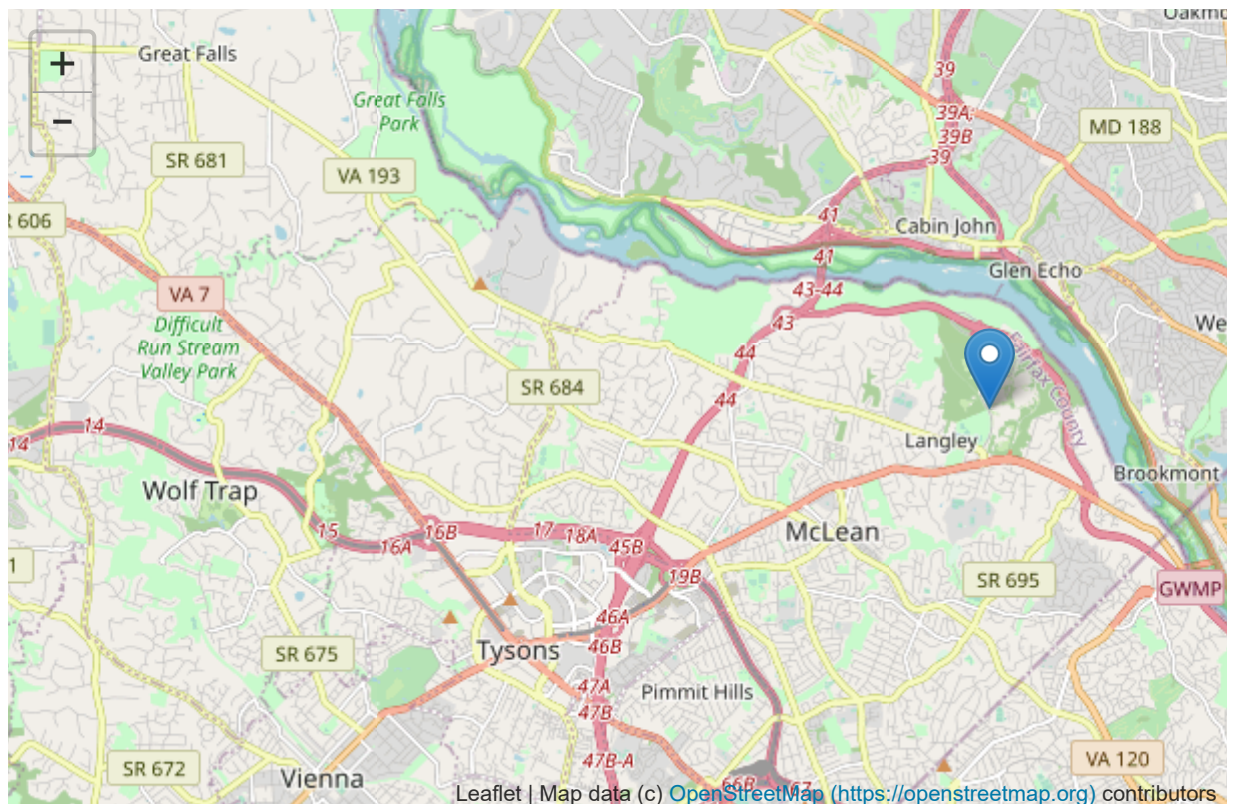 Oakmo
Great Falls
+
−
39
Great Falls
Park
39A;
39B
MD 188
SR 681
VA 193
39
R 606
41
Cabin John
41
Glen Echo
43-44
VA 7
43
We
Difficult
Run Stream
Valley Park
44
Fairfax County
SR 684
44
14
14
Langley
Brookmont
Wolf Trap
15
16A
16B
17
18A
45B
McLean
1
19B
SR 695
GWMP
46A
46B
SR 675
Tysons
47A
47B
Pimmit Hills
SR 672
Vienna
47B-A
66B
67
VA 120
Leaflet | Map data (c) OpenStreetMap (https://openstreetmap.org) contributors